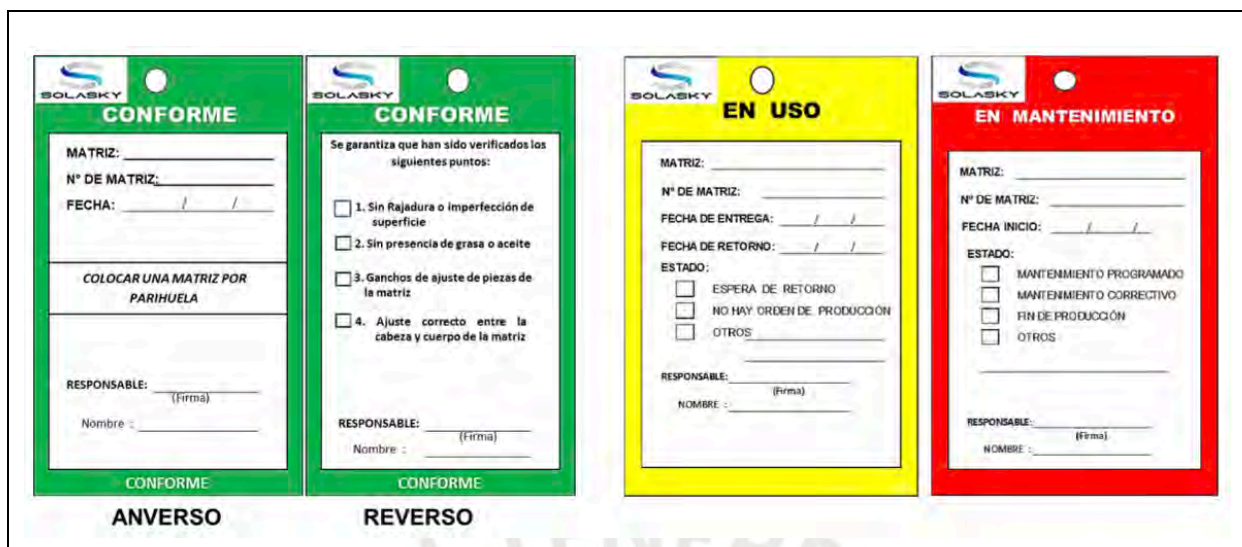 SOLASKY
CONFORME
MATRIZ:
N° DE MATRIZ:
FECHA: / /
COLOCAR UNA MATRIZ POR
PARIHUELA
RESPONSABLE:
(Firma)
Nombre :
CONFORME
ANVERSO
SOLASKY
CONFORME
Se garantiza que han sido verificados los
siguientes puntos:
1. Sin Rajadura o imperfección de
superficie
2. Sin presencia de grasa o aceite
3. Ganchos de ajuste de piezas de
la matriz
4. Ajuste correcto entre la
cabeza y cuerpo de la matriz
RESPONSABLE:
(Firma)
Nombre :
CONFORME
REVERSO
SOLASKY
EN USO
MATRIZ:
N° DE MATRIZ:
FECHA DE ENTREGA: / /
FECHA DE RETORNO: / /
ESTADO:
ESPERA DE RETORNO
NO HAY ORDEN DE PRODUCCIÓN
OTROS
RESPONSABLE:
(Firma)
NOMBRE :
SOLASKY
EN MANTENIMIENTO
MATRIZ:
N° DE MATRIZ:
FECHA INICIO: / /
ESTADO:
MANTENIMIENTO PROGRAMADO
MANTENIMIENTO CORRECTIVO
FIN DE PRODUCCIÓN
OTROS
RESPONSABLE:
(Firma)
NOMBRE :